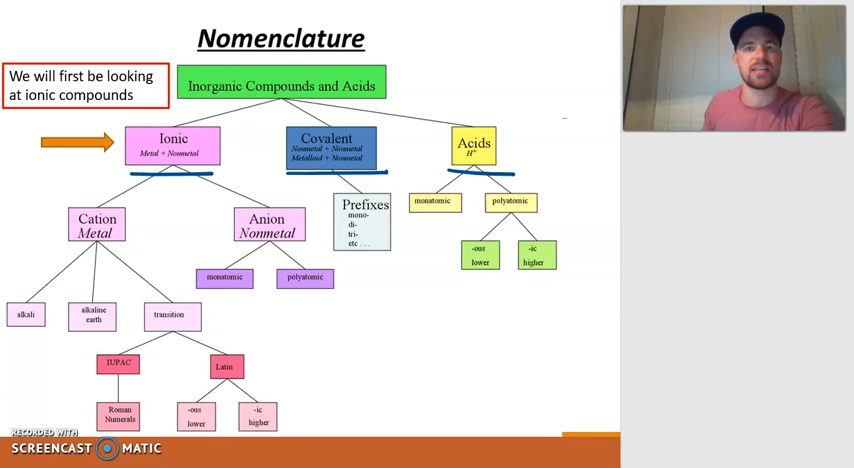 Nomenclature
We will first be looking
at ionic compounds
Inorganic Compounds and Acids
Ionic
Metal + Nonmetal
Covalent
Nonmetal + Nonmetal
Metalloid + Nonmetal
Acids
H⁺
Cation
Metal
Anion
Nonmetal
Prefixes
mono-
di-
tri-
etc . . .
monatomic
polyatomic
-ous
lower
-ic
higher
monatomic
polyatomic
alkali
alkaline
earth
transition
IUPAC
Latin
Roman
Numerals
-ous
lower
-ic
higher
RECORDED WITH
SCREENCAST MATIC